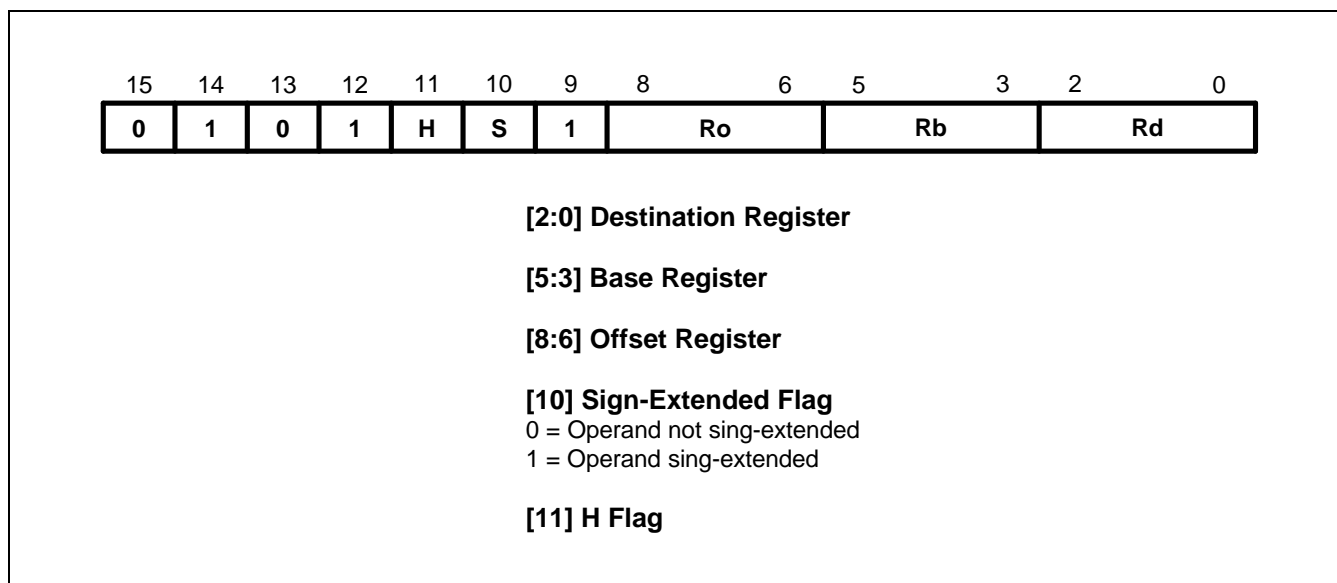 15 14 13 12 11 10 9 8 6 5 3 2 0
0 1 0 1 H S 1 Ro Rb Rd
[2:0] Destination Register
[5:3] Base Register
[8:6] Offset Register
[10] Sign-Extended Flag
0 = Operand not sing-extended
1 = Operand sing-extended
[11] H Flag